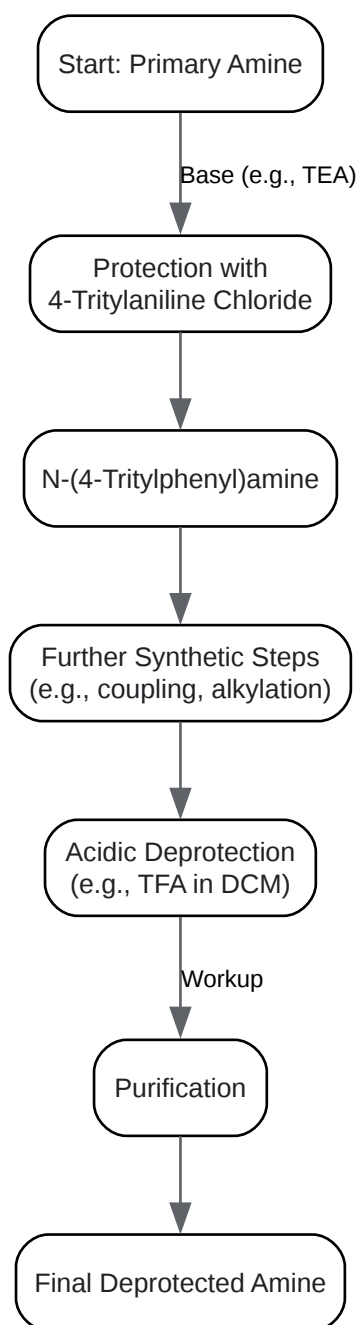 Start: Primary Amine
Base (e.g., TEA)
Protection with
4-Tritylaniline Chloride
N-(4-Tritylphenyl)amine
Further Synthetic Steps
(e.g., coupling, alkylation)
Acidic Deprotection
(e.g., TFA in DCM)
Workup
Purification
Final Deprotected Amine